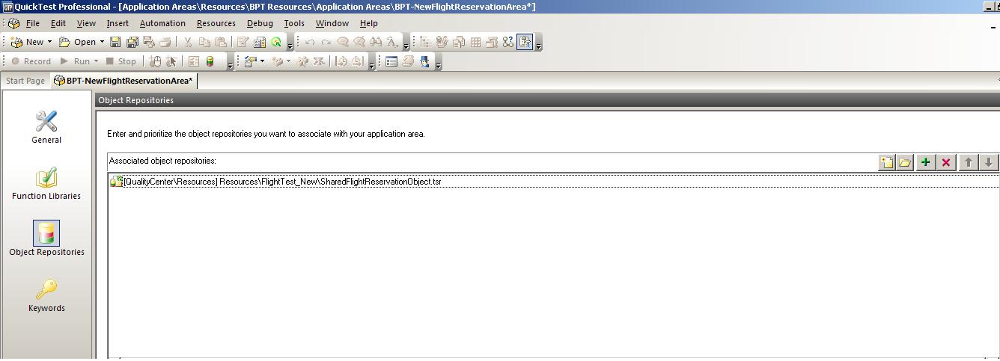 QuickTest Professional - [Application Areas\Resources\BPT Resources\Application Areas\BPT-NewFlightReservationArea*]
File Edit View Insert Automation Resources Debug Tools Window Help
New Open
Record Run Stop
Start Page BPT-NewFlightReservationArea*
Object Repositories
General
Enter and prioritize the object repositories you want to associate with your application area.
Associated object repositories:
[QualityCenter\Resources] Resources\FlightTest_New\SharedFlightReservationObject.tsr
Function Libraries
Object Repositories
Keywords